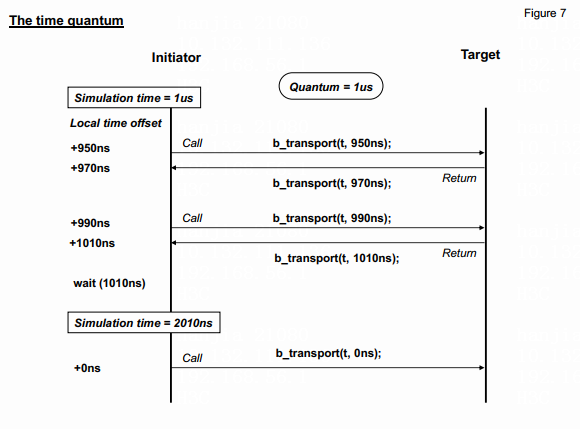 The time quantum
Figure 7
Initiator
Target
Quantum = 1us
Simulation time = 1us
Local time offset
+950ns
Call
b_transport(t, 950ns);
+970ns
b_transport(t, 970ns);
Return
+990ns
Call
b_transport(t, 990ns);
+1010ns
b_transport(t, 1010ns);
Return
wait (1010ns)
Simulation time = 2010ns
+0ns
Call
b_transport(t, 0ns);